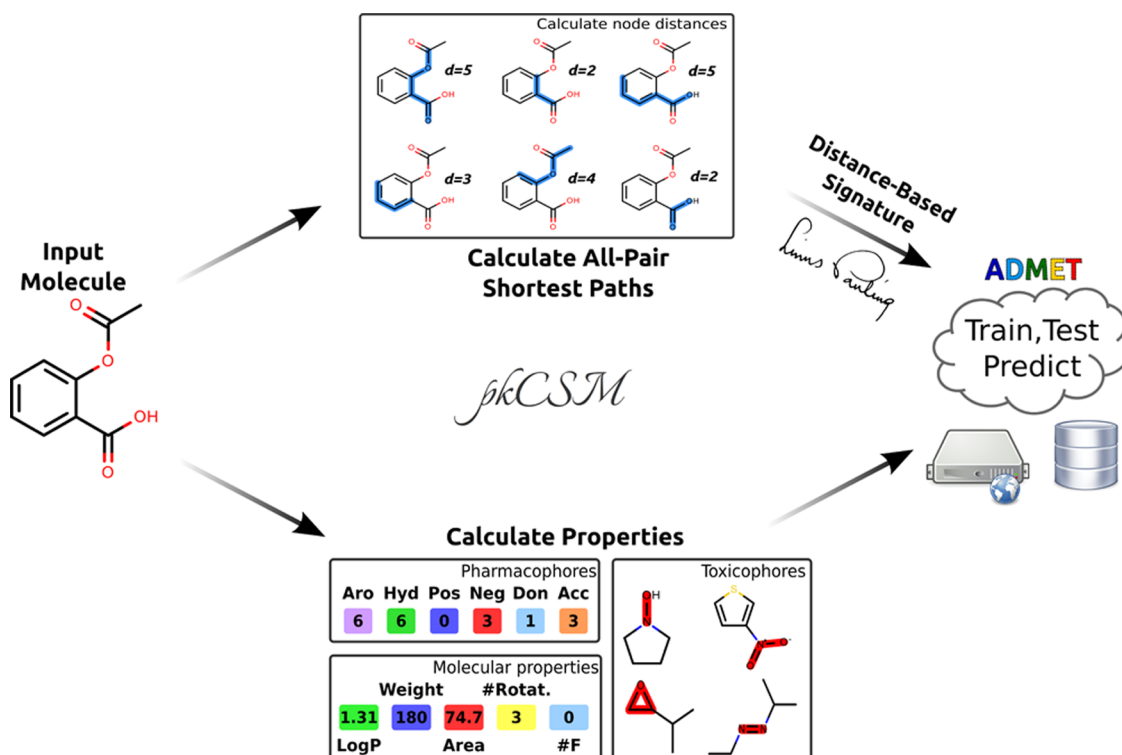 Calculate node distances
d=5
d=2
d=5
d=3
d=4
d=2
Calculate All-Pair
Shortest Paths
Distance-Based
Signature
Linus Pauling
Input
Molecule
O
O
OH
O
ADMET
Train,Test
Predict
pkCSM
Calculate Properties
Pharmacophores
Aro Hyd Pos Neg Don Acc
6 6 0 3 1 3
Molecular properties
Weight #Rotat.
1.31 180 74.7 3 0
LogP Area #F
Toxicophores
OH
N
S
N
O-
O
O
N
N